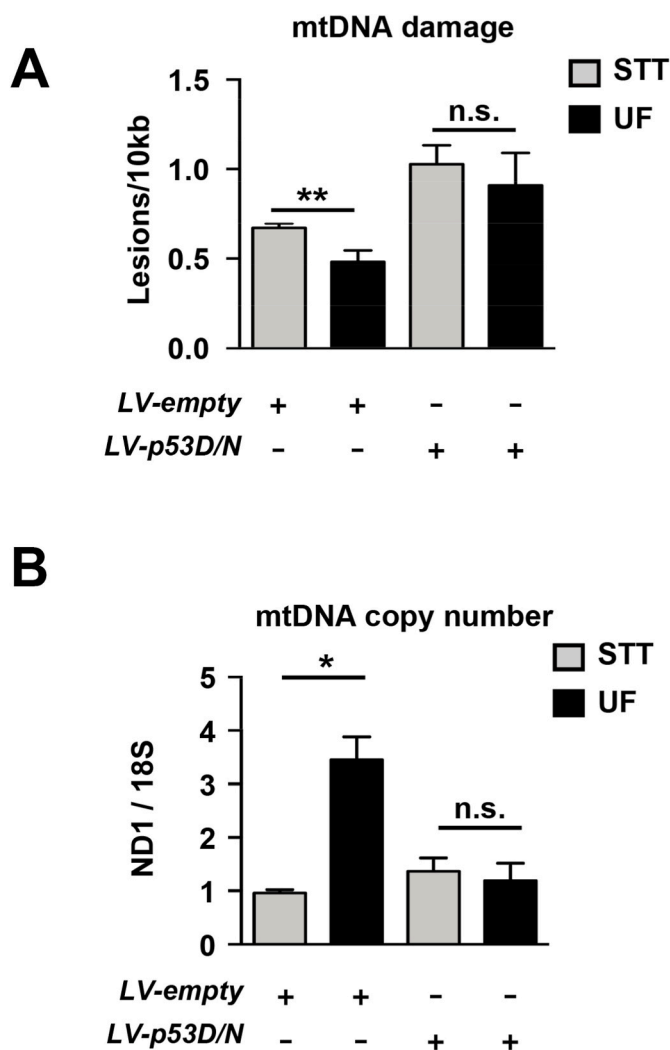 A
mtDNA damage
STT
UF
Lesions/10kb
1.5
1.0
0.5
0.0
**
n.s.
LV-empty + + - -
LV-p53D/N - - + +
B
mtDNA copy number
STT
UF
ND1 / 18S
5
4
3
2
1
0
*
n.s.
LV-empty + + - -
LV-p53D/N - - + +